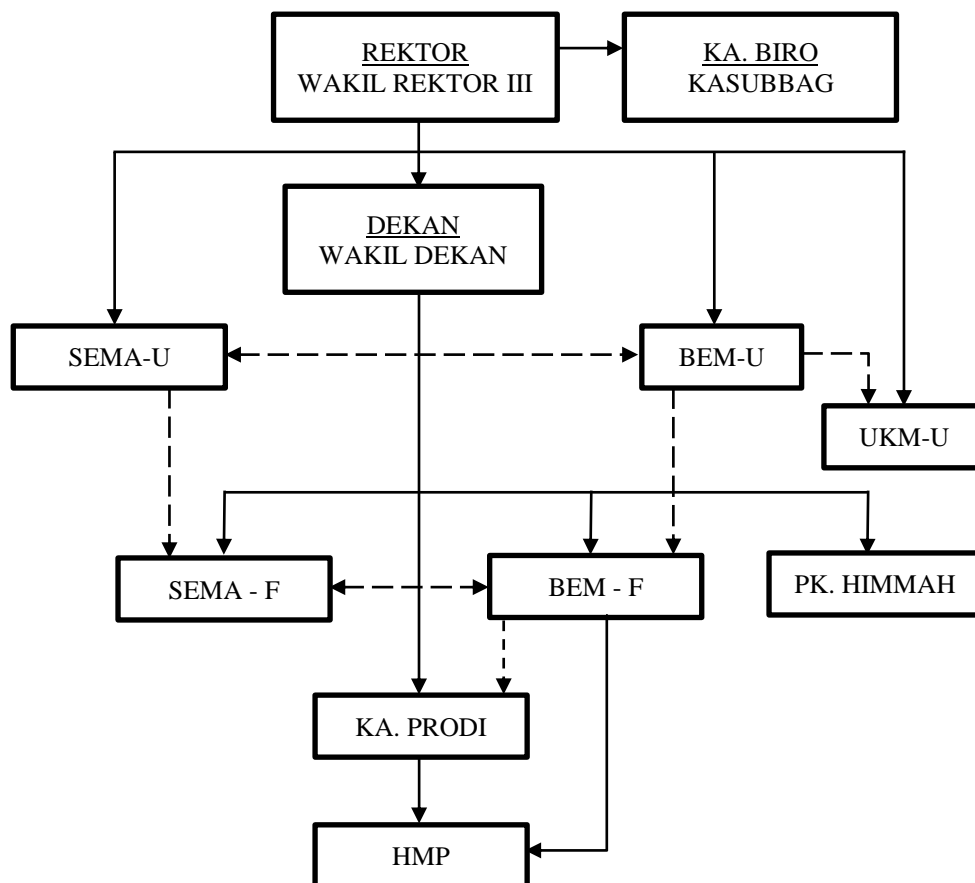 REKTOR
WAKIL REKTOR III
KA. BIRO
KASUBBAG
DEKAN
WAKIL DEKAN
SEMA-U
BEM-U
UKM-U
SEMA - F
BEM - F
PK. HIMMAH
KA. PRODI
HMP